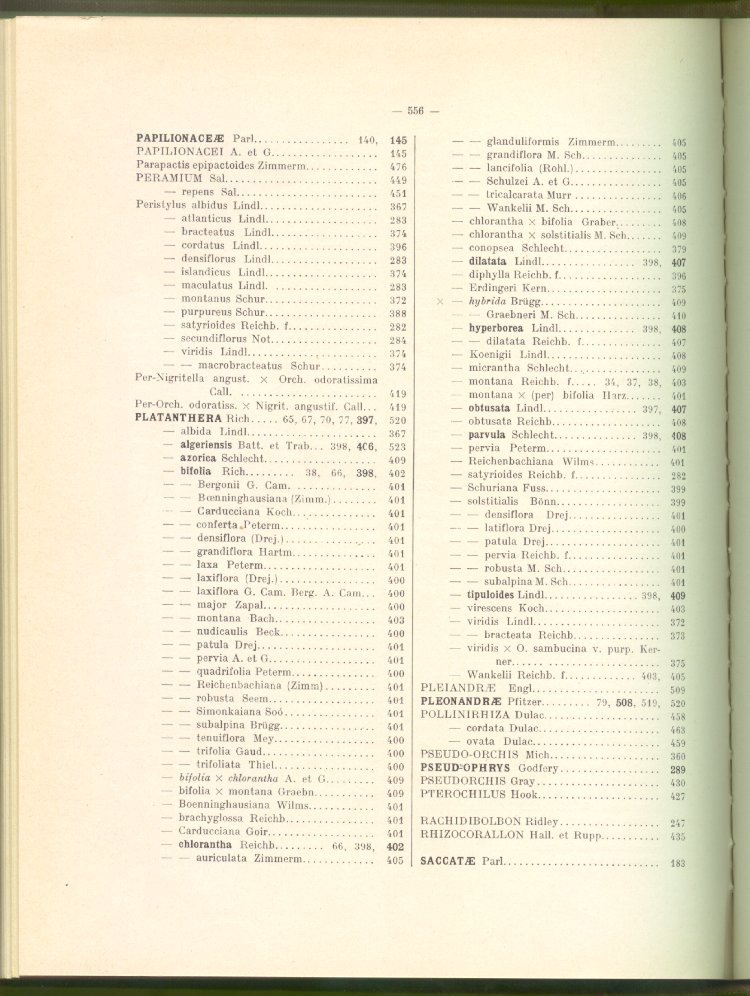 — 556 —
PAPILIONACEÆ Parl.................. 140, 145
PAPILIONACEI A. et G.................... 145
Parapactis epipactoides Zimmerm............. 476
PERAMIUM Sal............................. 449
— repens Sal.......................... 451
Peristylus albidus Lindl..................... 367
— atlanticus Lindl..................... 283
— bracteatus Lindl.................... 374
— cordatus Lindl...................... 396
— densiflorus Lindl.................... 283
— islandicus Lindl..................... 374
— maculatus Lindl. .................... 283
— montanus Schur..................... 372
— purpureus Schur..................... 388
— satyrioides Reichb. f................. 282
— secundiflorus Not.................... 284
— viridis Lindl........................ 374
— — macrobracteatus Schur............ 374
Per-Nigritella angust. × Orch. odoratissima
Call. .......................... 419
Per-Orch. odoratiss. × Nigrit. angustif. Call... 419
PLATANTHERA Rich..... 65, 67, 70, 77, 397, 520
— albida Lindl......................... 367
— algeriensis Batt. et Trab... 398, 406, 523
— azorica Schlecht..................... 409
— bifolia Rich......... 38, 66, 398, 402
— — Bergonii G. Cam. ................. 401
— — Bœnninghausiana (Zimm.)......... 401
— — Carducciana Koch................. 401
— — conferta Peterm................... 401
— — densiflora (Drej.).................. 401
— — grandiflora Hartm................. 401
— — laxa Peterm....................... 401
— — laxiflora (Drej.)................... 400
— — laxiflora G. Cam. Berg. A. Cam... 400
— — major Zapal....................... 400
— — montana Bach..................... 403
— — nudicaulis Beck................... 400
— — patula Drej....................... 401
— — pervia A. et G.................... 401
— — quadrifolia Peterm................ 400
— — Reichenbachiana (Zimm).......... 401
— — robusta Seem..................... 401
— — Simonkaiana Soó.................. 401
— — subalpina Brügg................... 401
— — tenuiflora Mey.................... 400
— — trifolia Gaud...................... 400
— — trifoliata Thiel.................... 400
— bifolia × chlorantha A. et G......... 409
— bifolia × montana Graebn............ 409
— Boenninghausiana Wilms............. 401
— brachyglossa Reichb................. 401
— Carducciana Goir.................... 401
— chlorantha Reichb......... 66, 398, 402
— — auriculata Zimmerm.............. 405
— — glanduliformis Zimmerm......... 405
— — grandiflora M. Sch............... 405
— — lancifolia (Rohl.)................. 405
— — Schulzei A. et G................. 405
— — tricalcarata Murr................. 406
— — Wankelii M. Sch.................. 405
— chlorantha × bifolia Graber......... 408
— chlorantha × solstitialis M. Sch...... 409
— conopsea Schlecht................... 379
— dilatata Lindl................ 398, 407
— diphylla Reichb. f................... 396
— Erdingeri Kern...................... 375
× — hybrida Brügg...................... 409
— — Graebneri M. Sch................ 410
— hyperborea Lindl............. 398, 408
— — dilatata Reichb. f................ 407
— Koenigii Lindl....................... 408
— micrantha Schlecht.................. 409
— montana Reichb. f..... 34, 37, 38, 403
— montana × (per) bifolia Harz....... 401
— obtusata Lindl............... 397, 407
— obtusata Reichb.................... 408
— parvula Schlecht............. 398, 408
— pervia Peterm...................... 401
— Reichenbachiana Wilms............ 401
— satyrioides Reichb. f................ 282
— Schuriana Fuss..................... 399
— solstitialis Bönn.................... 399
— — densiflora Drej................... 401
— — latiflora Drej.................... 400
— — patula Drej...................... 401
— — pervia Reichb. f................. 401
— — robusta M. Sch.................. 401
— — subalpina M. Sch................ 401
— tipuloides Lindl.............. 398, 409
— virescens Koch..................... 403
— viridis Lindl....................... 372
— — bracteata Reichb................ 373
— viridis × O. sambucina v. purp. Ker-
ner............................ 375
— Wankelii Reichb. f............. 403, 405
PLEIANDRÆ Engl......................... 509
PLEONANDRÆ Pfitzer......... 79, 508, 519, 520
POLLINIRHIZA Dulac...................... 458
— cordata Dulac....................... 463
— ovata Dulac........................ 459
PSEUDO-ORCHIS Mich..................... 360
PSEUD-OPHRYS Godfery.................. 289
PSEUDORCHIS Gray...................... 430
PTEROCHILUS Hook...................... 427
RACHIDIBOLBON Ridley.................. 247
RHIZOCORALLON Hall. et Rupp........... 435
SACCATÆ Parl............................ 183